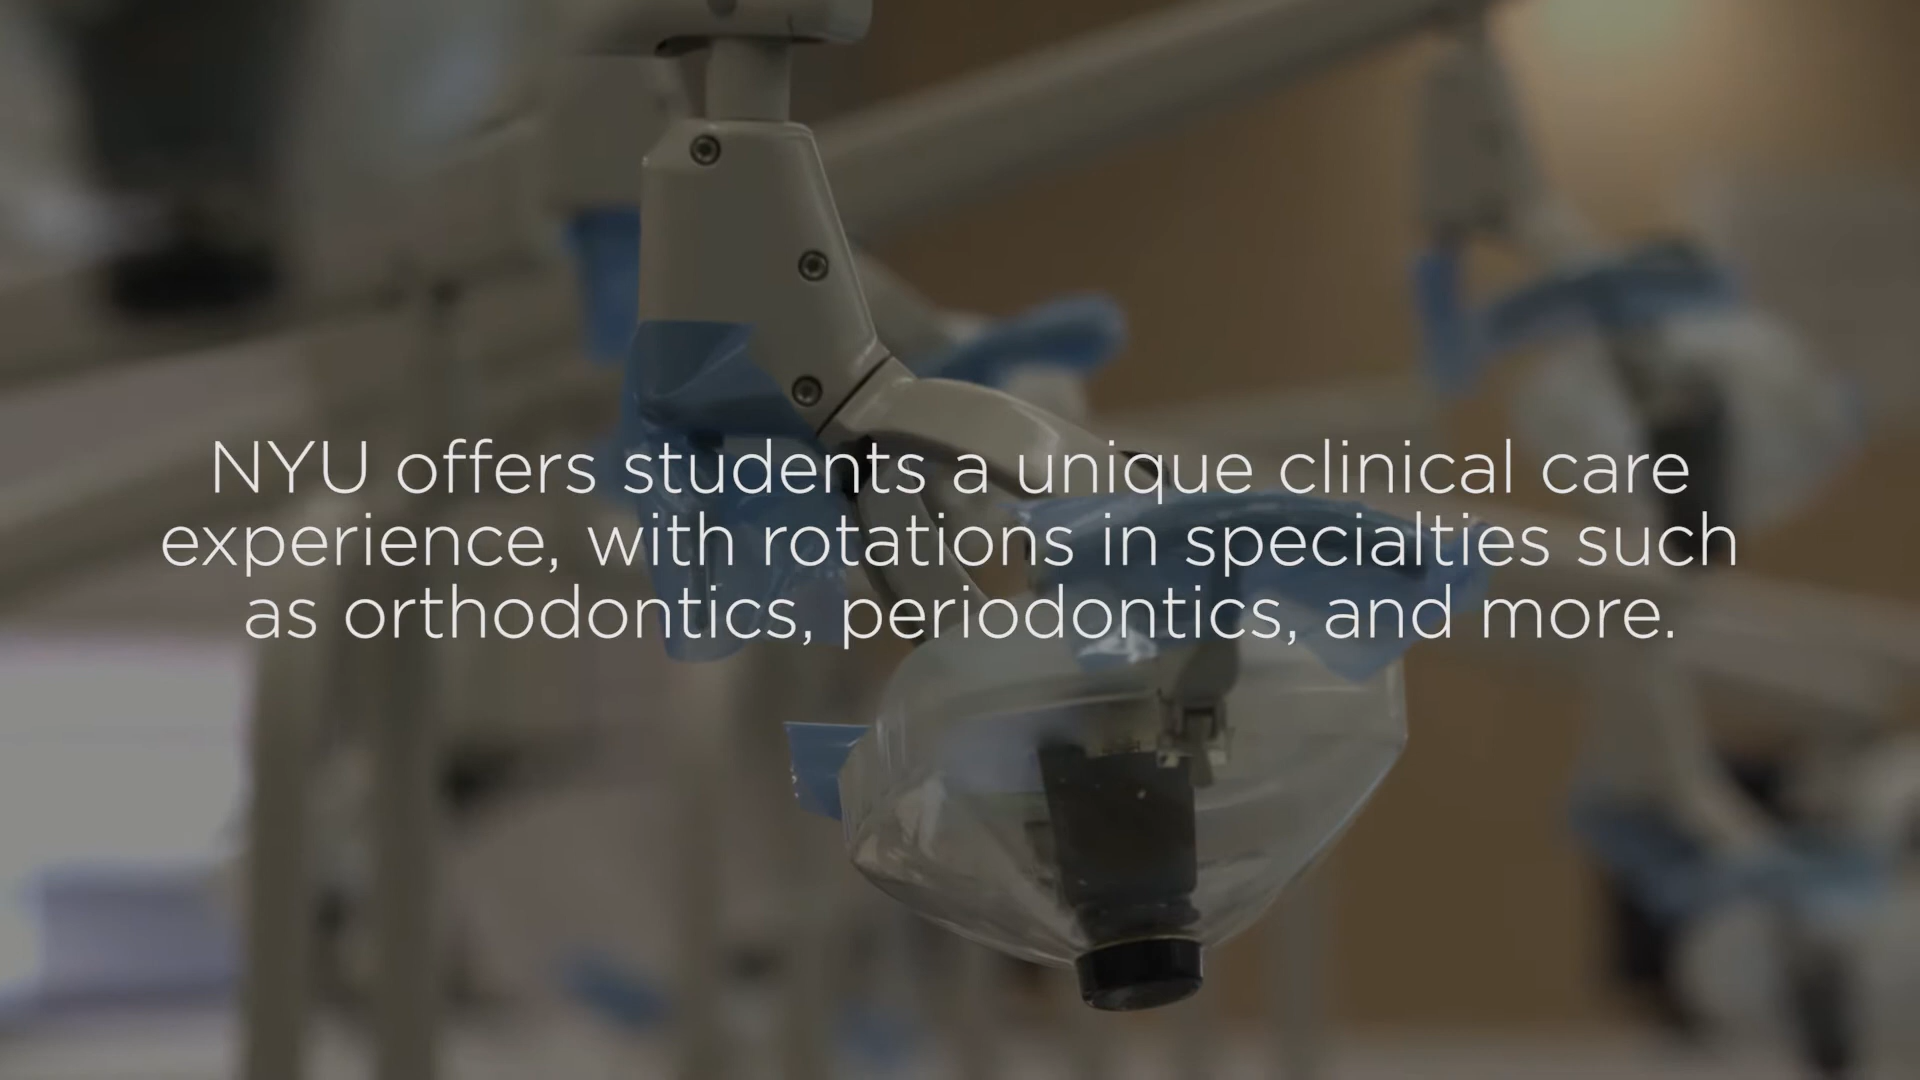 NYU offers students a unique clinical care
experience, with rotations in specialties such
as orthodontics, periodontics, and more.